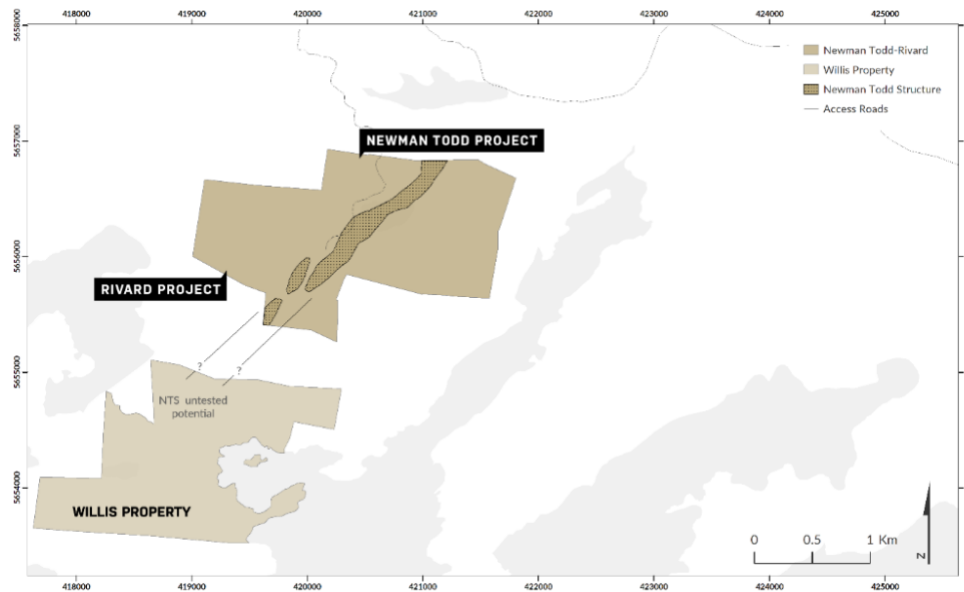 418000 419000 420000 421000 422000 423000 424000 425000
5658000
5657000
5656000
5655000
5654000
Newman Todd-Rivard
Willis Property
Newman Todd Structure
Access Roads
NEWMAN TODD PROJECT
RIVARD PROJECT
?
?
NTS untested
potential
WILLIS PROPERTY
0 0.5 1 Km
N
418000 419000 420000 421000 422000 423000 424000 425000